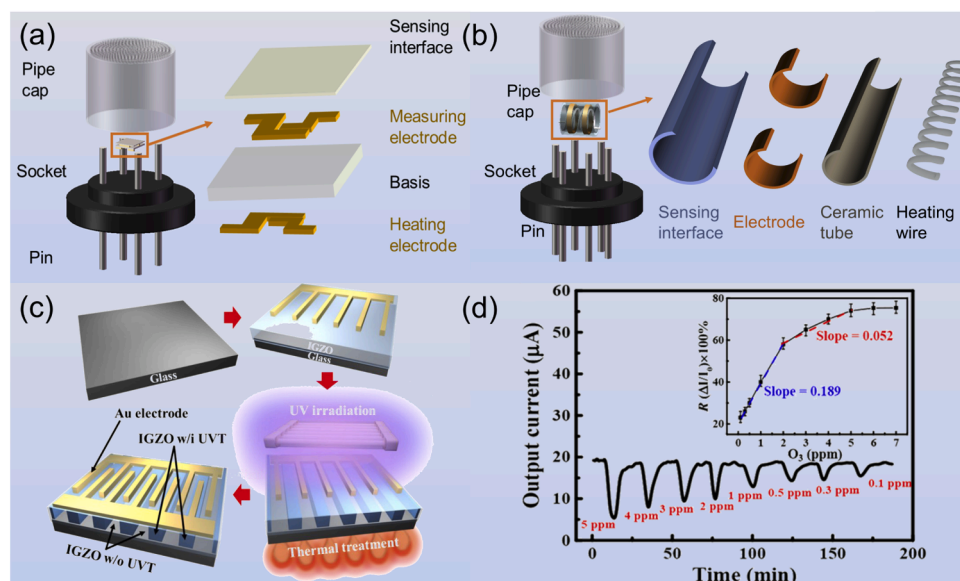 (a)
Pipe
cap
Socket
Pin
Sensing
interface
Measuring
electrode
Basis
Heating
electrode
(b)
Pipe
cap
Socket
Pin
Sensing
interface
Electrode
Ceramic
tube
Heating
wire
(c)
Glass
IGZO
Glass
UV irradiation
Thermal treatment
Au electrode
IGZO w/i UVT
IGZO w/o UVT
(d)
Output current (μA)
60
50
40
30
20
10
0
0
50
100
150
200
Time (min)
5 ppm
4 ppm
3 ppm
2 ppm
1 ppm
0.5 ppm
0.3 ppm
0.1 ppm
R (ΔI/I₀)×100%
80
60
40
20
0
1
2
3
4
5
6
7
O₃ (ppm)
Slope = 0.052
Slope = 0.189